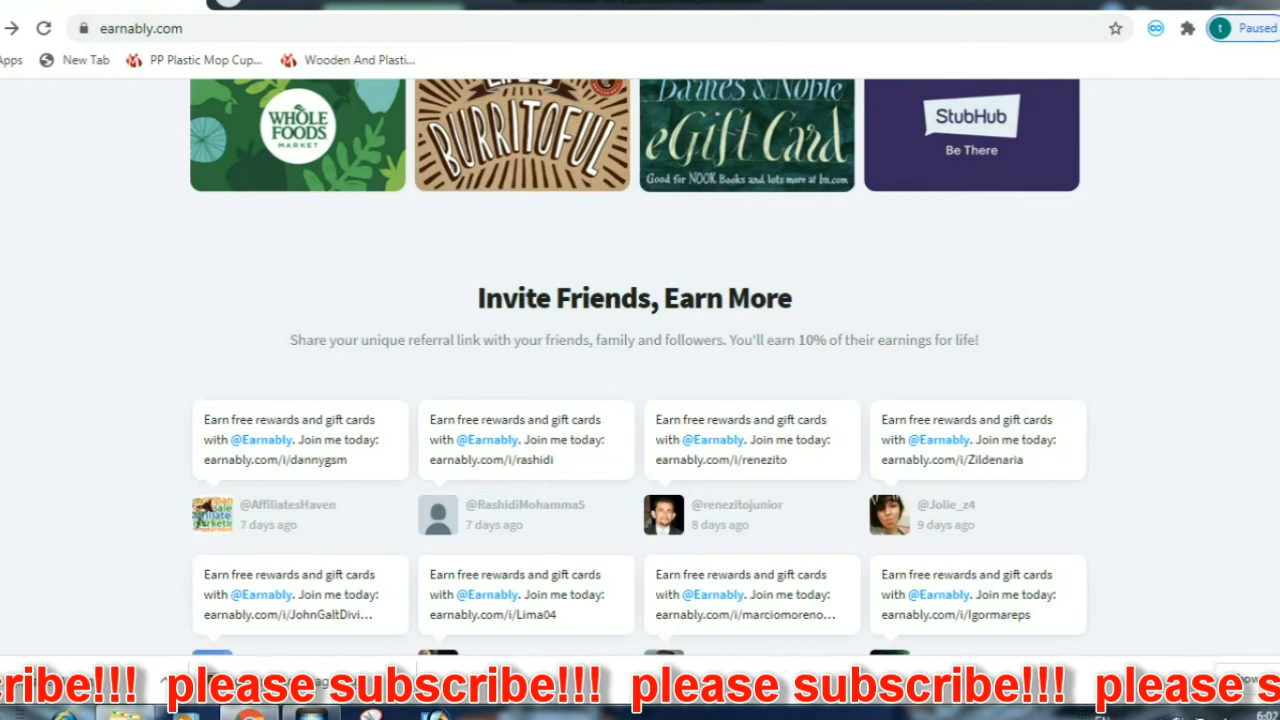 earnably.com
Paused
Apps New Tab PP Plastic Mop Cup... Wooden And Plasti...
WHOLE FOODS MARKET
BURRITOFUL
Barnes & Noble
eGift Card
Good for NOOK Books and lots more at bn.com
StubHub
Be There
Invite Friends, Earn More
Share your unique referral link with your friends, family and followers. You'll earn 10% of their earnings for life!
Earn free rewards and gift cards
with @Earnably. Join me today:
earnably.com/i/dannygsm
Earn free rewards and gift cards
with @Earnably. Join me today:
earnably.com/i/rashidi
Earn free rewards and gift cards
with @Earnably. Join me today:
earnably.com/i/renezito
Earn free rewards and gift cards
with @Earnably. Join me today:
earnably.com/i/Zildenaria
@AffiliatesHaven
7 days ago
@RashidiMohamma5
7 days ago
@renezitojunior
8 days ago
@Jolie_z4
9 days ago
Earn free rewards and gift cards
with @Earnably. Join me today:
earnably.com/i/JohnGaltDivi...
Earn free rewards and gift cards
with @Earnably. Join me today:
earnably.com/i/Lima04
Earn free rewards and gift cards
with @Earnably. Join me today:
earnably.com/i/marciomoreno...
Earn free rewards and gift cards
with @Earnably. Join me today:
earnably.com/i/Igormareps
cribe!!! please subscribe!!! please subscribe!!! please s